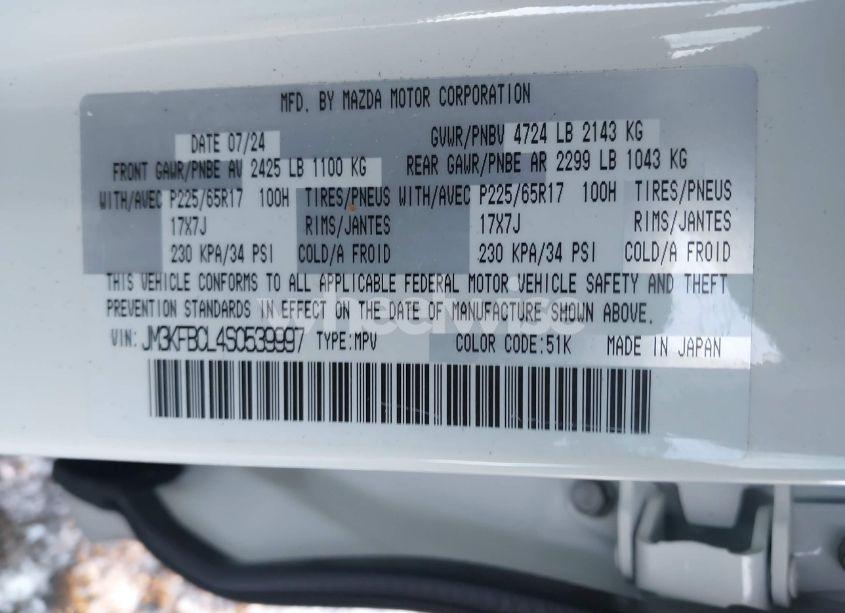 MFD. BY MAZDA MOTOR CORPORATION
DATE 07/24 GVWR/PNBV 4724 LB 2143 KG
FRONT GAWR/PNBE AV 2425 LB 1100 KG REAR GAWR/PNBE AR 2299 LB 1043 KG
WITH/AVEC P225/65R17 100H TIRES/PNEUS WITH/AVEC P225/65R17 100H TIRES/PNEUS
17X7J RIMS/JANTES 17X7J RIMS/JANTES
230 KPA/34 PSI COLD/A FROID 230 KPA/34 PSI COLD/A FROID
THIS VEHICLE CONFORMS TO ALL APPLICABLE FEDERAL MOTOR VEHICLE SAFETY AND THEFT
PREVENTION STANDARDS IN EFFECT ON THE DATE OF MANUFACTURE SHOWN ABOVE.
wheelwise
VIN: JM3KFBCL4S0539997 TYPE:MPV COLOR CODE:51K MADE IN JAPAN